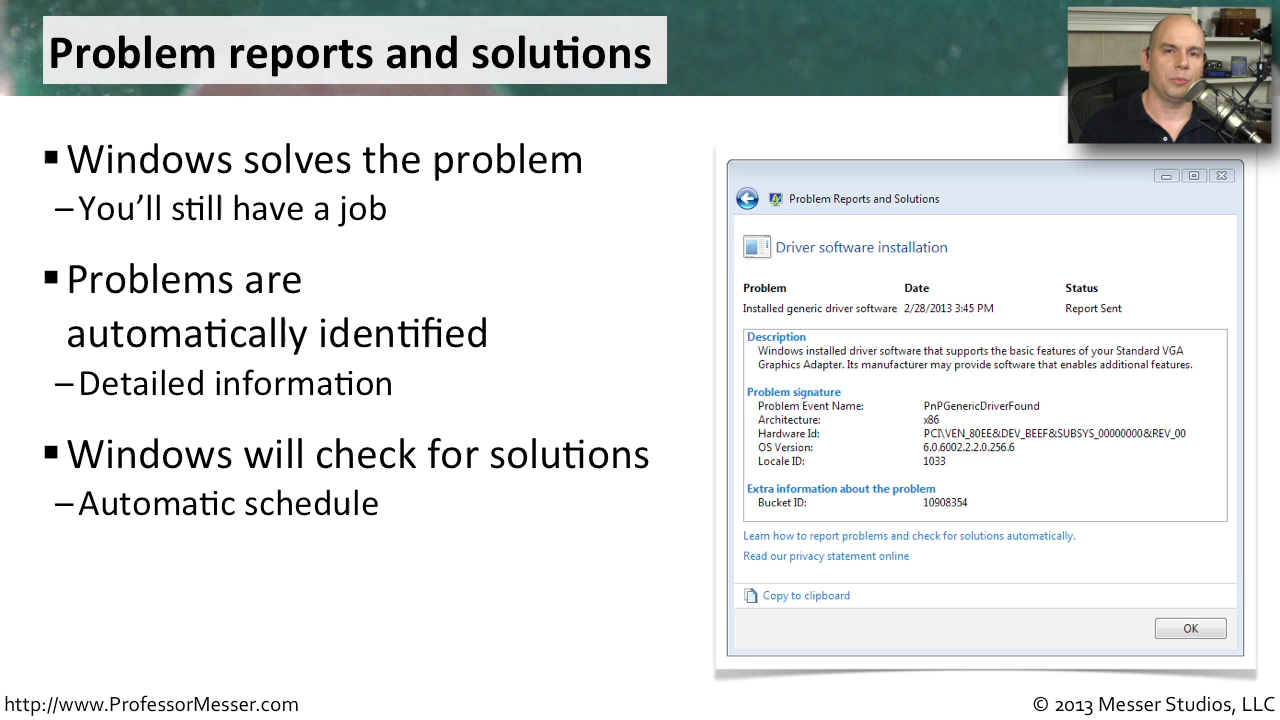 Problem reports and solutions
▪ Windows solves the problem
– You’ll still have a job
▪ Problems are
automatically identified
– Detailed information
▪ Windows will check for solutions
– Automatic schedule
Problem Reports and Solutions
Driver software installation
Problem Date Status
Installed generic driver software 2/28/2013 3:45 PM Report Sent
Description
Windows installed driver software that supports the basic features of your Standard VGA
Graphics Adapter. Its manufacturer may provide software that enables additional features.
Problem signature
Problem Event Name: PnPGenericDriverFound
Architecture: x86
Hardware Id: PCI\VEN_80EE&DEV_BEEF&SUBSYS_00000000&REV_00
OS Version: 6.0.6002.2.2.0.256.6
Locale ID: 1033
Extra information about the problem
Bucket ID: 10908354
Learn how to report problems and check for solutions automatically.
Read our privacy statement online
Copy to clipboard
OK
http://www.ProfessorMesser.com
© 2013 Messer Studios, LLC